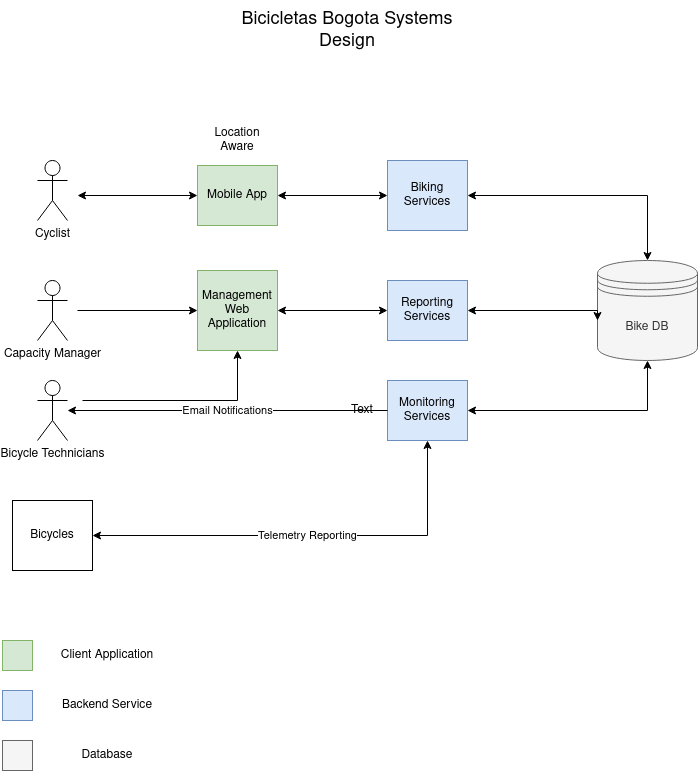 Bicicletas Bogota Systems
Design
Location
Aware
Mobile App
Biking
Services
Cyclist
Management
Web
Application
Reporting
Services
Bike DB
Capacity Manager
Monitoring
Services
Email Notifications
Text
Bicycle Technicians
Bicycles
Telemetry Reporting
Client Application
Backend Service
Database